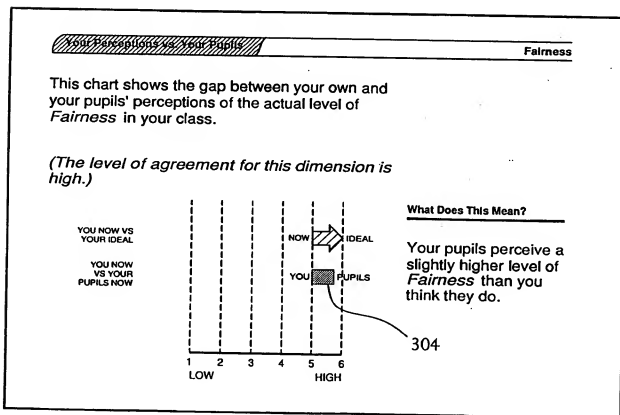 Your Perceptions vs. Your Pupils
Fairness
This chart shows the gap between your own and
your pupils' perceptions of the actual level of
Fairness in your class.
(The level of agreement for this dimension is
high.)
What Does This Mean?
YOU NOW VS
YOUR IDEAL
NOW
IDEAL
YOU NOW
VS YOUR
PUPILS NOW
YOU
PUPILS
Your pupils perceive a
slightly higher level of
Fairness than you
think they do.
304
1 2 3 4 5 6
LOW
HIGH